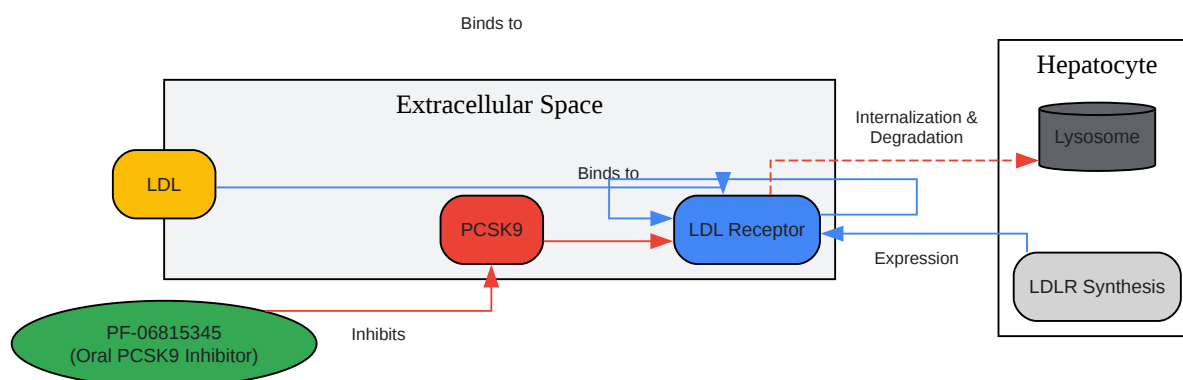 Binds to
Hepatocyte
Extracellular Space
Internalization &
Degradation
Lysosome
LDL
Binds to
PCSK9
LDL Receptor
Expression
LDLR Synthesis
PF-06815345
(Oral PCSK9 Inhibitor)
Inhibits